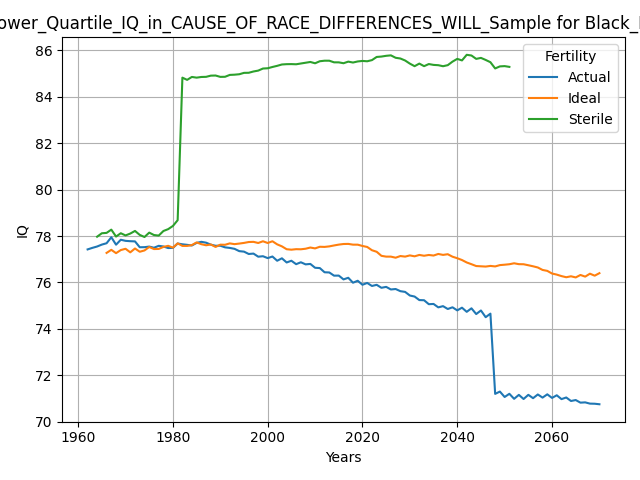 ower_Quartile_IQ_in_CAUSE_OF_RACE_DIFFERENCES_WILL_Sample for Black_
86
84
82
80
78
76
74
72
70
IQ
Fertility
Actual
Ideal
Sterile
1960
1980
2000
2020
2040
2060
Years